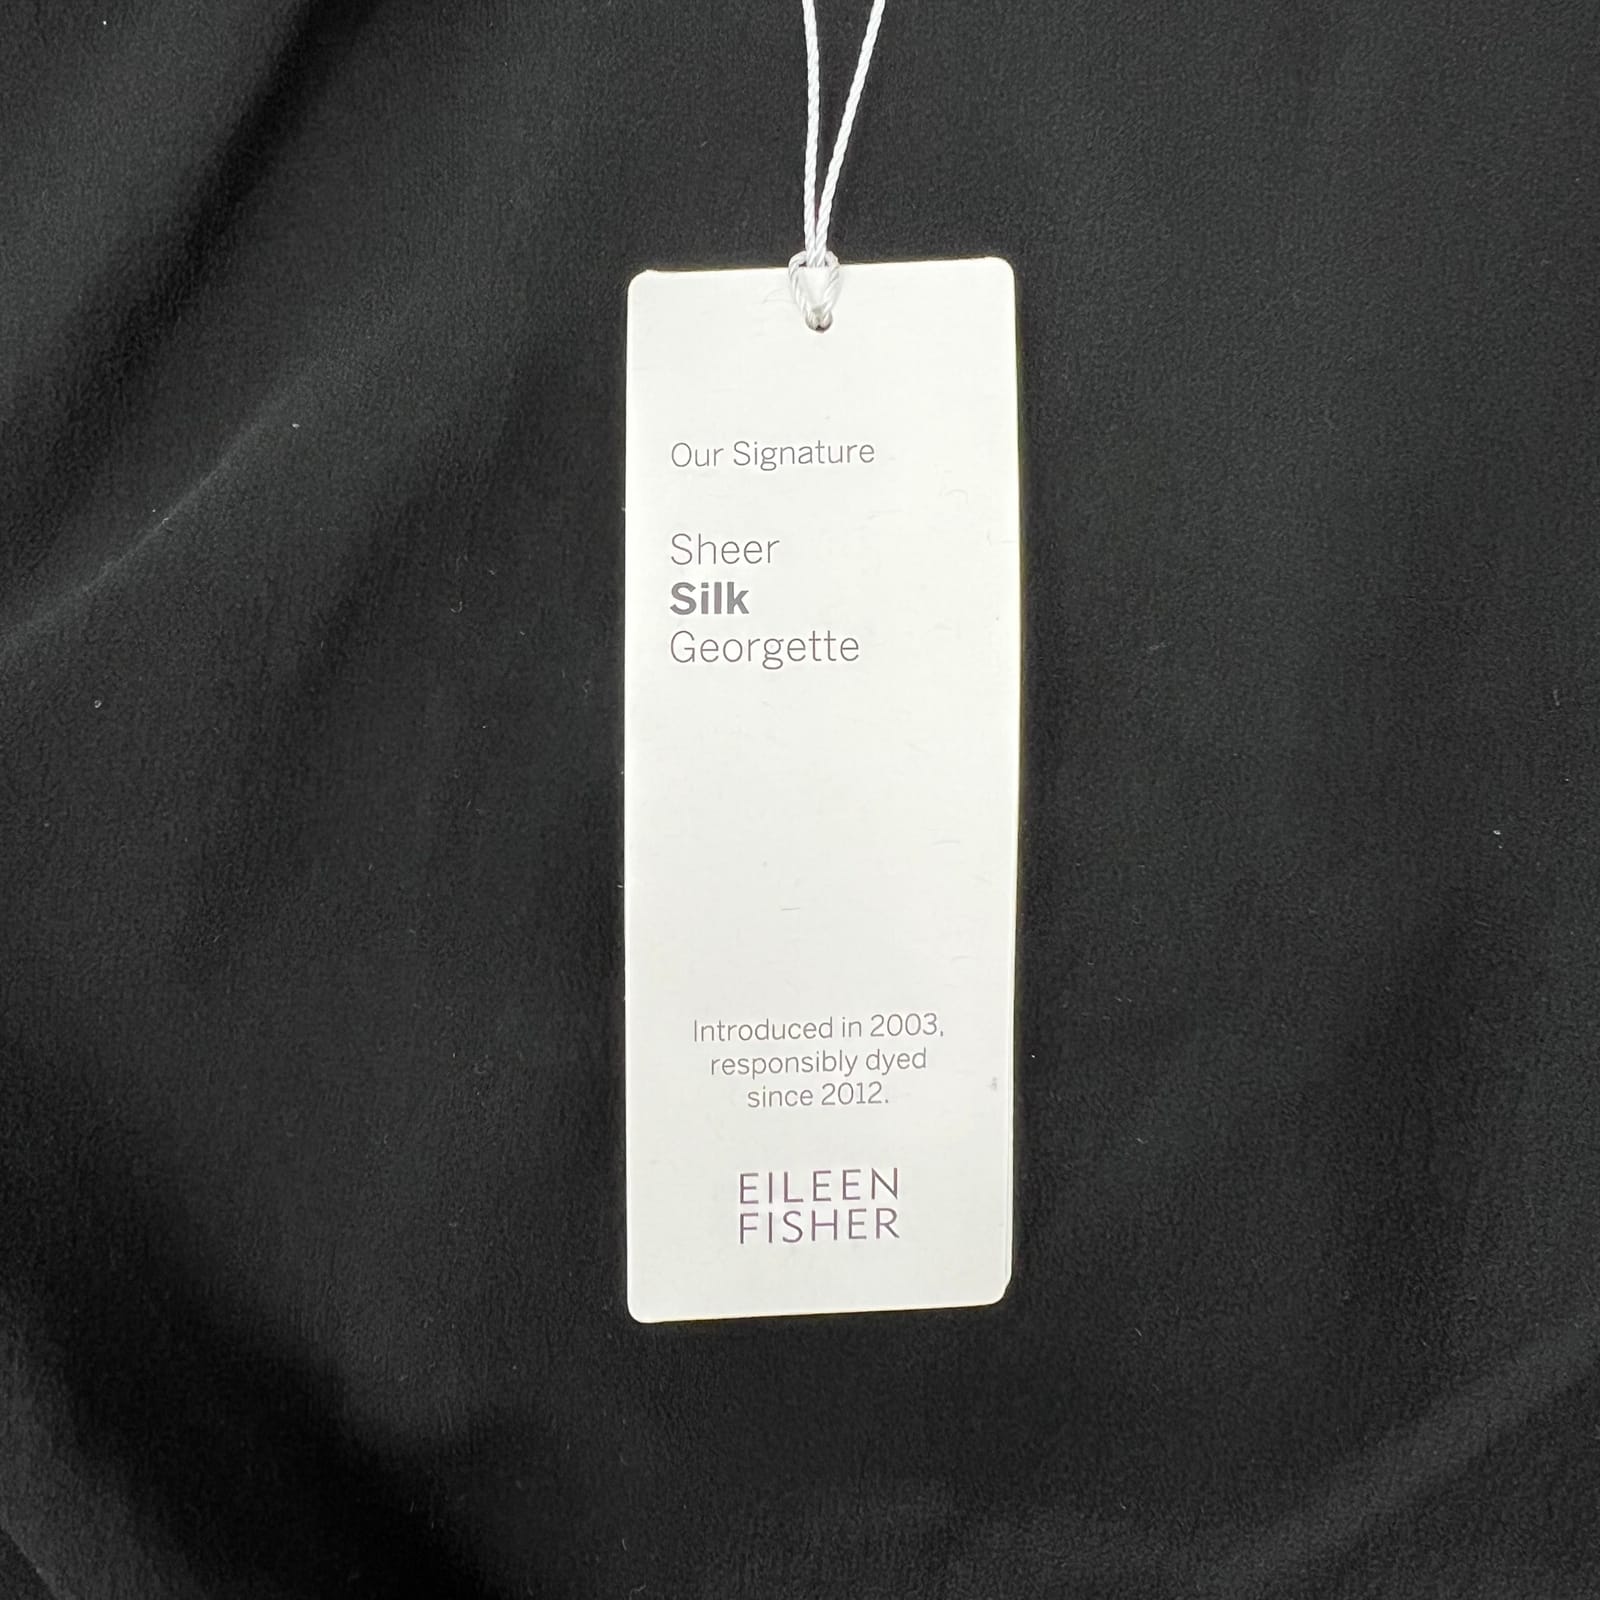 Our Signature
Sheer
Silk
Georgette
Introduced in 2003,
responsibly dyed
since 2012.
EILEEN
FISHER